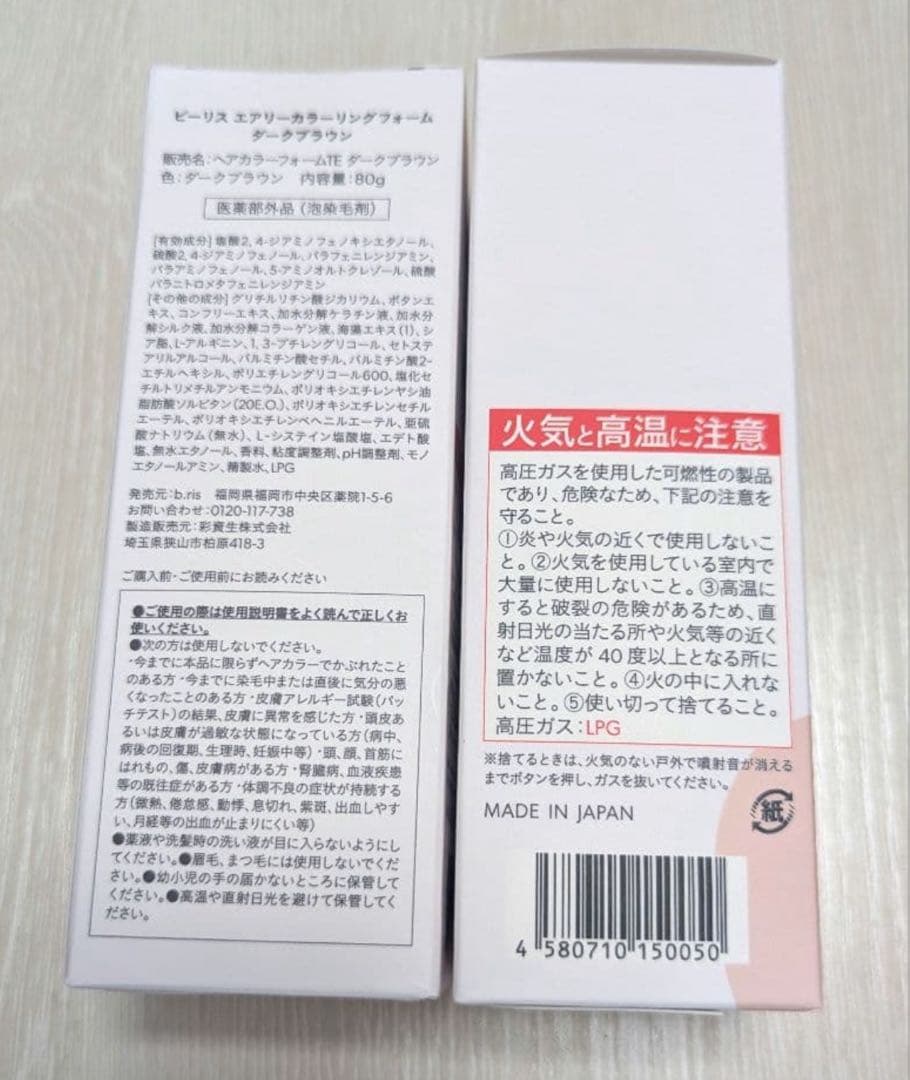 ビーリス エアリーカラーリングフォーム
ダークブラウン
販売名:ヘアカラーフォームTE ダークブラウン
色:ダークブラウン 内容量:80g
医薬部外品(泡染毛剤)
[有効成分]塩酸2,4-ジアミノフェノキシエタノール、
硫酸2,4-ジアミノフェノール、パラフェニレンジアミン、
パラアミノフェノール、5-アミノオルトクレゾール、硫酸
パラニトロメタフェニレンジアミン
[その他の成分]グリチルリチン酸ジカリウム、ボタンエ
キス、コンフリーエキス、加水分解ケラチン液、加水分
解シルク液、加水分解コラーゲン液、海藻エキス(1)、シ
ア脂、L-アルギニン、1,3-ブチレングリコール、セトステ
アリルアルコール、パルミチン酸セチル、パルミチン酸2-
エチルヘキシル、ポリエチレングリコール600、塩化セ
チルトリメチルアンモニウム、ポリオキシエチレンヤシ油
脂肪酸ソルビタン(20E.O.)、ポリオキシエチレンセチル
エーテル、ポリオキシエチレンベヘニルエーテル、亜硫
酸ナトリウム(無水)、L-システイン塩酸塩、エデト酸
塩、無水エタノール、香料、粘度調整剤、pH調整剤、モノ
エタノールアミン、精製水、LPG
発売元:b.ris 福岡県福岡市中央区薬院1-5-6
お問い合わせ:0120-117-738
製造販売元:彩資生株式会社
埼玉県狭山市柏原418-3
ご購入前・ご使用前にお読みください
●ご使用の際は使用説明書をよく読んで正しくお
使いください。
●次の方は使用しないでください。
・今までに本品に限らずヘアカラーでかぶれたこと
のある方・今までに染毛中または直後に気分の悪
くなったことのある方・皮膚アレルギー試験(パッ
チテスト)の結果、皮膚に異常を感じた方・頭皮あ
るいは皮膚が過敏な状態になっている方(病中、
病後の回復期、生理時、妊娠中等)・頭、顔、首筋に
はれもの、傷、皮膚病がある方・腎臓病、血液疾患
等の既往症がある方・体調不良の症状が持続する
方(微熱、倦怠感、動悸、息切れ、紫斑、出血しやす
い、月経等の出血が止まりにくい等)
●薬液や洗髪時の洗い液が目に入らないようにし
てください。●眉毛、まつ毛には使用しないでくだ
さい。●幼小児の手の届かないところに保管して
ください。●高温や直射日光を避けて保管してく
ださい。
火気と高温に注意
高圧ガスを使用した可燃性の製品
であり、危険なため、下記の注意を
守ること。
①炎や火気の近くで使用しないこ
と。②火気を使用している室内で
大量に使用しないこと。③高温に
すると破裂の危険があるため、直
射日光の当たる所や火気等の近く
など温度が 40 度以上となる所に
置かないこと。④火の中に入れな
いこと。⑤使い切って捨てること。
高圧ガス:LPG
※捨てるときは、火気のない戸外で噴射音が消える
までボタンを押し、ガスを抜いてください。
MADE IN JAPAN
紙
4 580710 150050